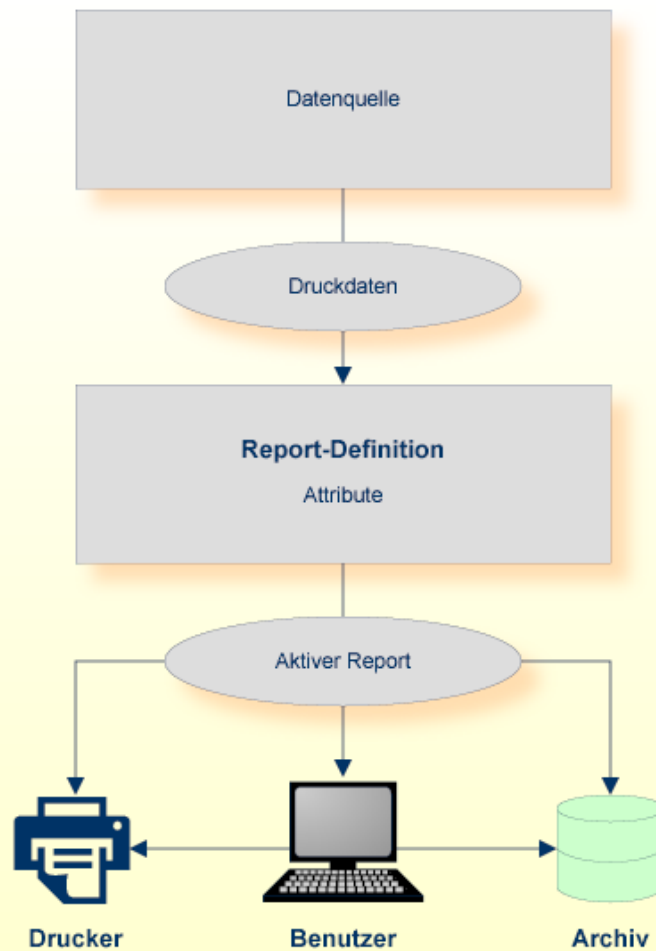 Datenquelle
Druckdaten
Report-Definition
Attribute
Aktiver Report
Drucker
Benutzer
Archiv